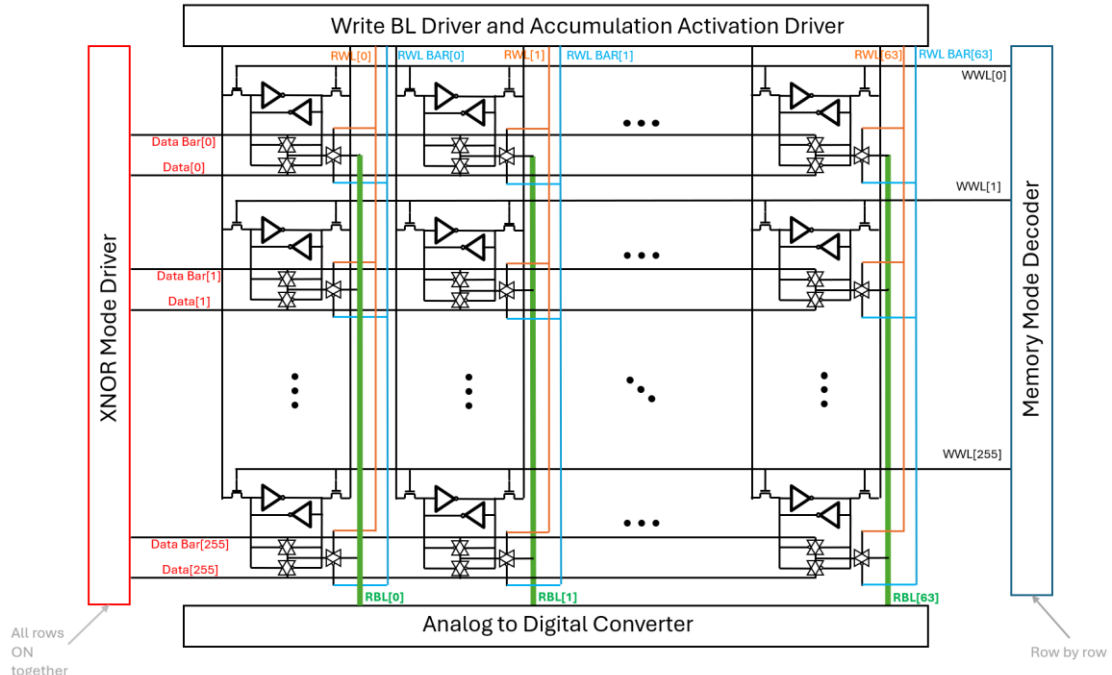 Write BL Driver and Accumulation Activation Driver
RWL[0]
RWL BAR[0]
RWL[1]
RWL BAR[1]
RWL[63]
RWL BAR[63]
WWL[0]
Data Bar[0]
Data[0]
WWL[1]
Data Bar[1]
Data[1]
XNOR Mode Driver
Memory Mode Decoder
WWL[255]
Data Bar[255]
Data[255]
RBL[0]
RBL[1]
RBL[63]
Analog to Digital Converter
All rows
ON
together
Row by row